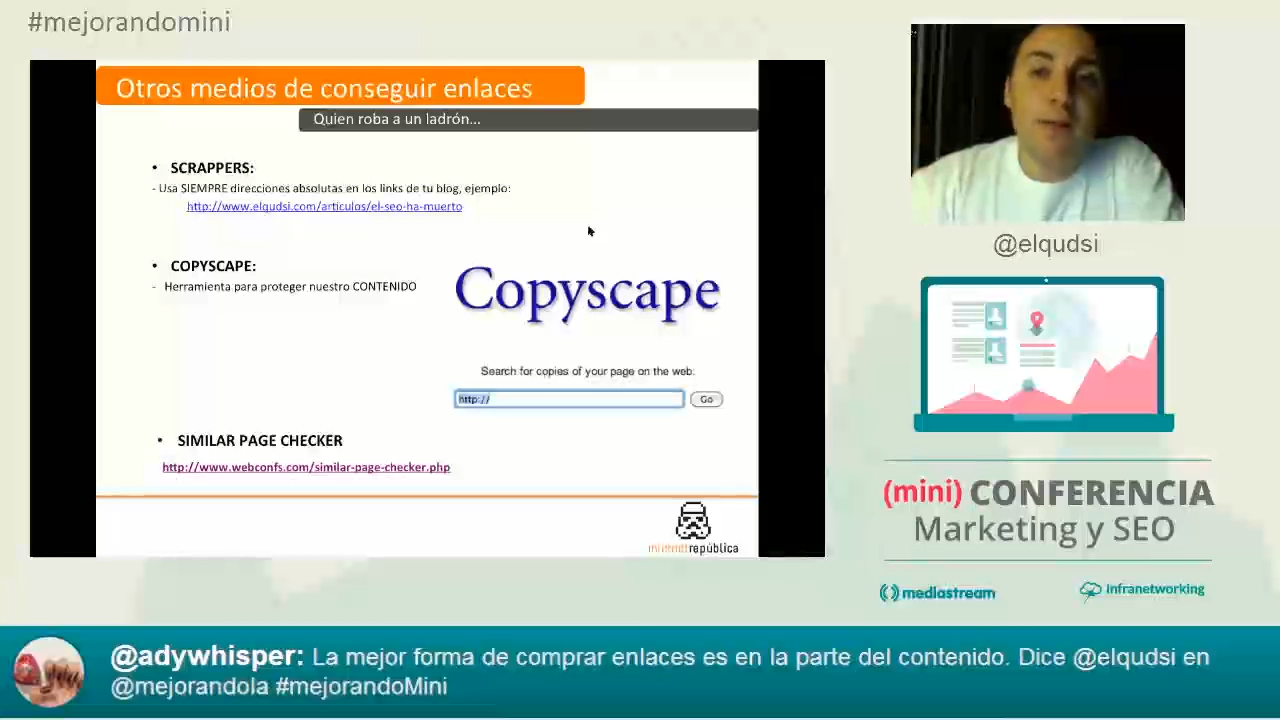 #mejorandomini
Otros medios de conseguir enlaces
Quien roba a un ladrón...
• SCRAPPERS:
- Usa SIEMPRE direcciones absolutas en los links de tu blog, ejemplo:
http://www.elqudsi.com/articulos/el-seo-ha-muerto
• COPYSCAPE:
- Herramienta para proteger nuestro CONTENIDO
Copyscape
Search for copies of your page on the web:
http://
Go
• SIMILAR PAGE CHECKER
http://www.webconfs.com/similar-page-checker.php
internetrepública
@elqudsi
(mini) CONFERENCIA
Marketing y SEO
mediastream
infranetworking
@adywhisper: La mejor forma de comprar enlaces es en la parte del contenido. Dice @elqudsi en
@mejorandola #mejorandoMini